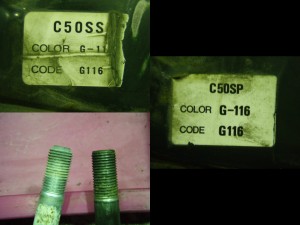 C50SS
COLOR G-11
CODE G116
C50SP
COLOR G-116
CODE G116